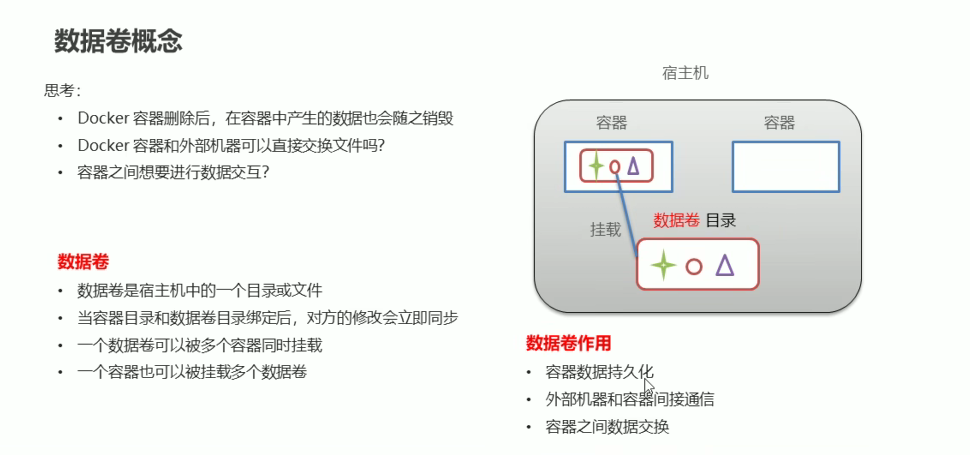 数据卷概念
思考：
• Docker 容器删除后，在容器中产生的数据也会随之销毁
• Docker 容器和外部机器可以直接交换文件吗？
• 容器之间想要进行数据交互？
数据卷
• 数据卷是宿主机中的一个目录或文件
• 当容器目录和数据卷目录绑定后，对方的修改会立即同步
• 一个数据卷可以被多个容器同时挂载
• 一个容器也可以被挂载多个数据卷
宿主机
容器
容器
挂载
数据卷 目录
数据卷作用
• 容器数据持久化
• 外部机器和容器间接通信
• 容器之间数据交换